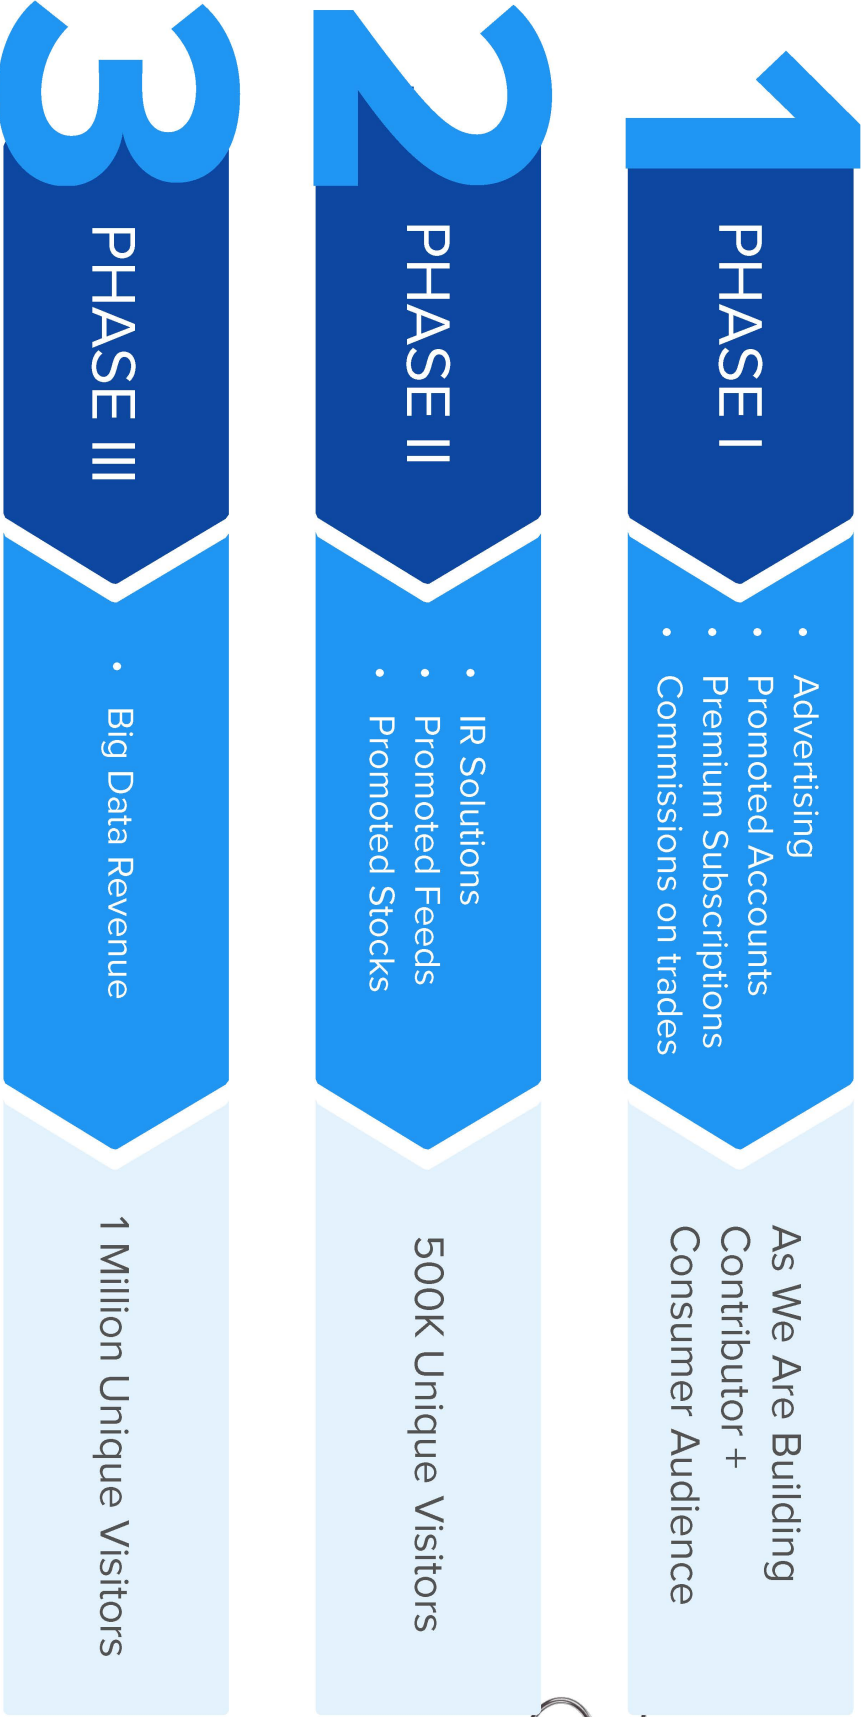 1
PHASE I
• Advertising
• Promoted Accounts
• Premium Subscriptions
• Commissions on trades
As We Are Building
Contributor +
Consumer Audience
2
PHASE II
• IR Solutions
• Promoted Feeds
• Promoted Stocks
500K Unique Visitors
3
PHASE III
• Big Data Revenue
1 Million Unique Visitors